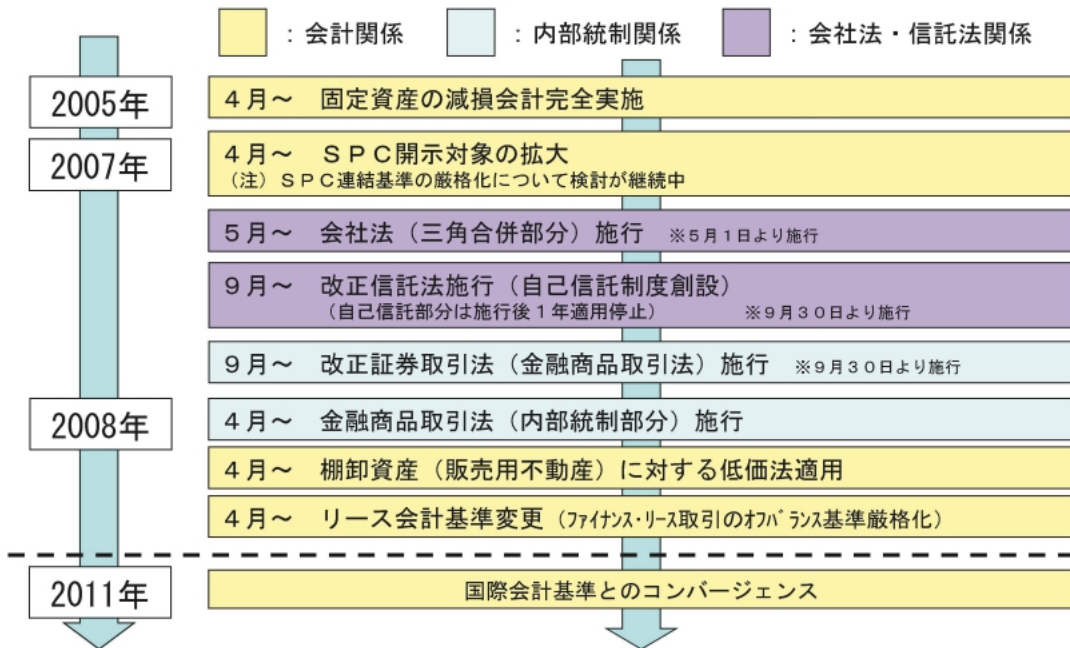 ：会計関係　：内部統制関係　：会社法・信託法関係
2005年
４月～　固定資産の減損会計完全実施
2007年
４月～　ＳＰＣ開示対象の拡大
（注）ＳＰＣ連結基準の厳格化について検討が継続中
５月～　会社法（三角合併部分）施行　※５月１日より施行
９月～　改正信託法施行（自己信託制度創設）
（自己信託部分は施行後１年適用停止）　※９月３０日より施行
９月～　改正証券取引法（金融商品取引法）施行　※９月３０日より施行
2008年
４月～　金融商品取引法（内部統制部分）施行
４月～　棚卸資産（販売用不動産）に対する低価法適用
４月～　リース会計基準変更（ﾌｧｲﾅﾝｽ・ﾘｰｽ取引のｵﾌﾊﾞﾗﾝｽ基準厳格化）
2011年
国際会計基準とのコンバージェンス